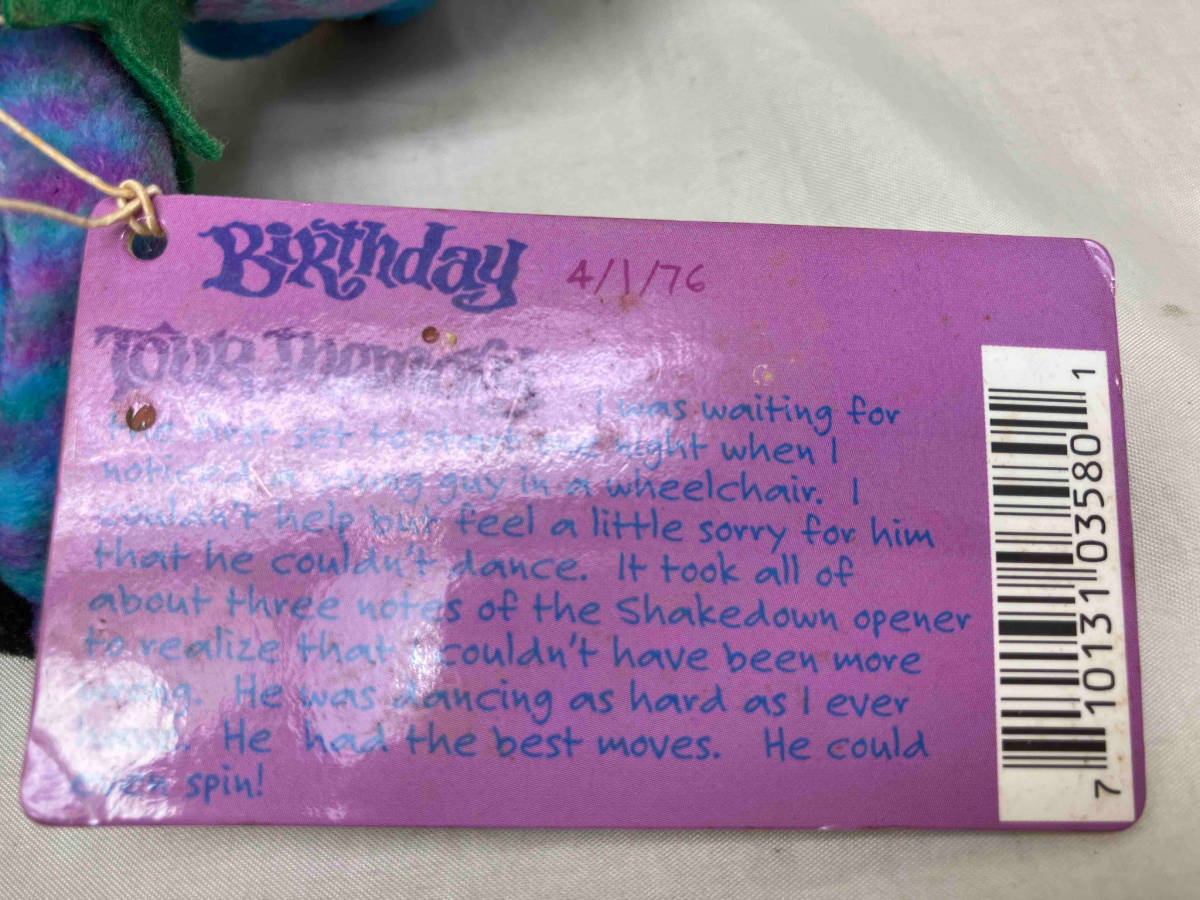 Birthday 4/1/76
Tour Memory
I was waiting for
the first set to start one night when I
noticed a young guy in a wheelchair. I
couldn't help but feel a little sorry for him
that he couldn't dance. It took all of
about three notes of the Shakedown opener
to realize that I couldn't have been more
wrong. He was dancing as hard as I ever
have. He had the best moves. He could
even spin!
7 10131 03580 1